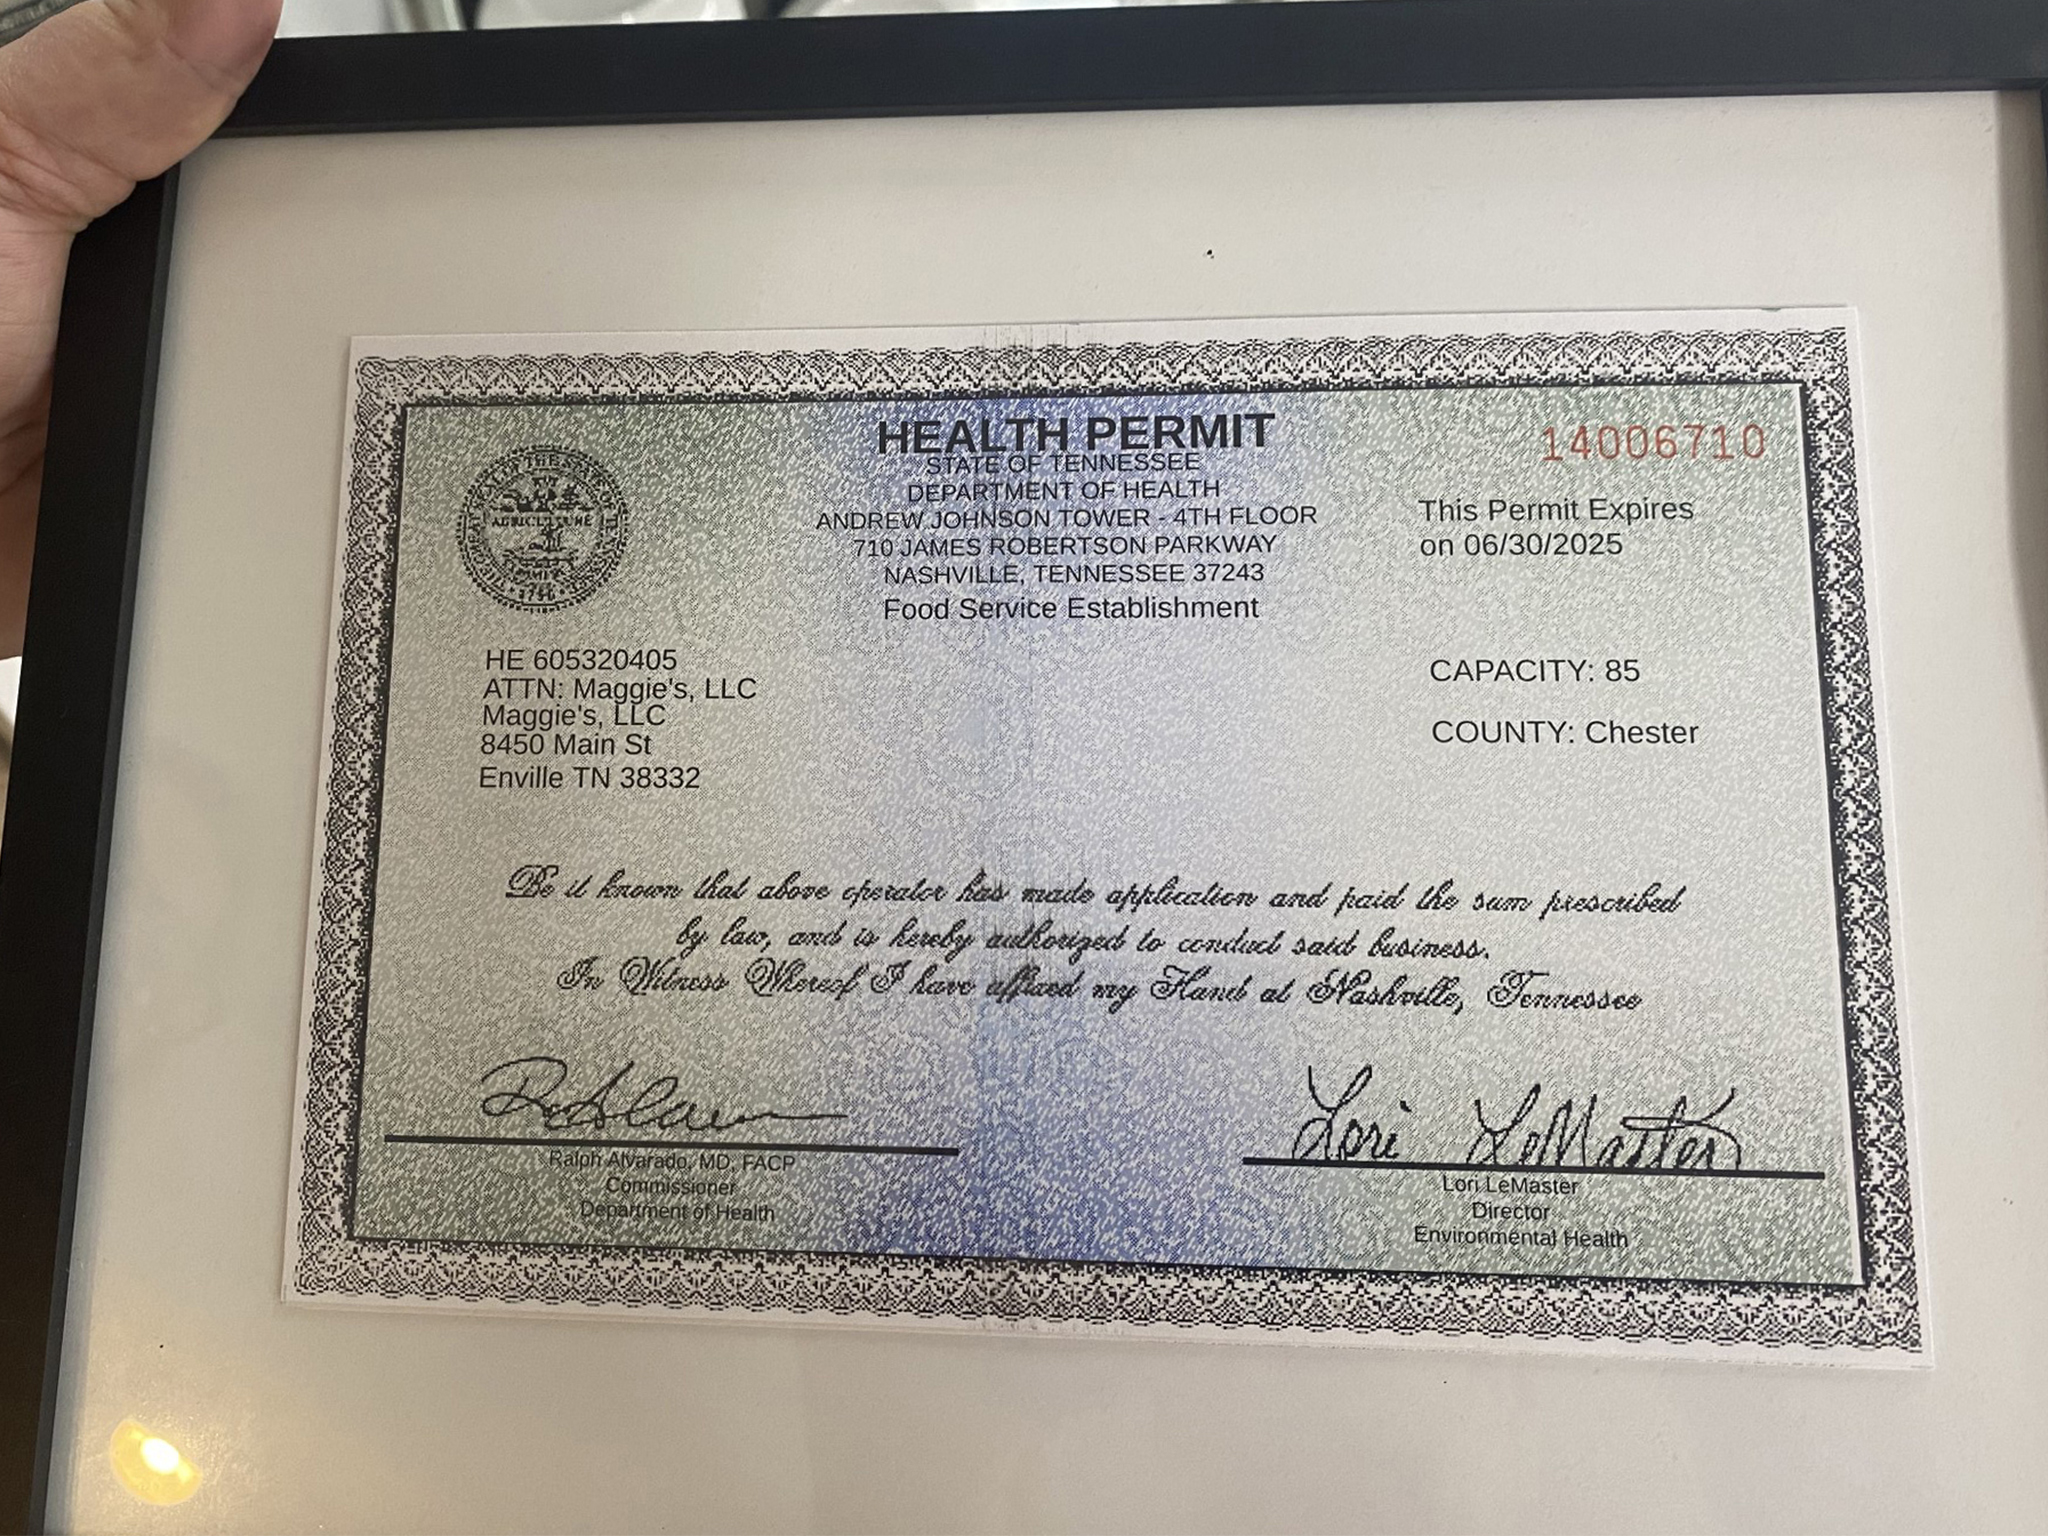 HEALTH PERMIT
14006710
STATE OF TENNESSEE
DEPARTMENT OF HEALTH
ANDREW JOHNSON TOWER - 4TH FLOOR
710 JAMES ROBERTSON PARKWAY
NASHVILLE, TENNESSEE 37243
Food Service Establishment
This Permit Expires
on 06/30/2025
AGRICULTURE
1796
HE 605320405
ATTN: Maggie's, LLC
Maggie's, LLC
8450 Main St
Enville TN 38332
CAPACITY: 85
COUNTY: Chester
Be it known that above operator has made application and paid the sum prescribed
by law, and is hereby authorized to conduct said business.
In Witness Whereof I have affixed my Hand at Nashville, Tennessee
Lori LeMaster
Ralph Alvarado, MD, FACP
Commissioner
Department of Health
Lori LeMaster
Director
Environmental Health